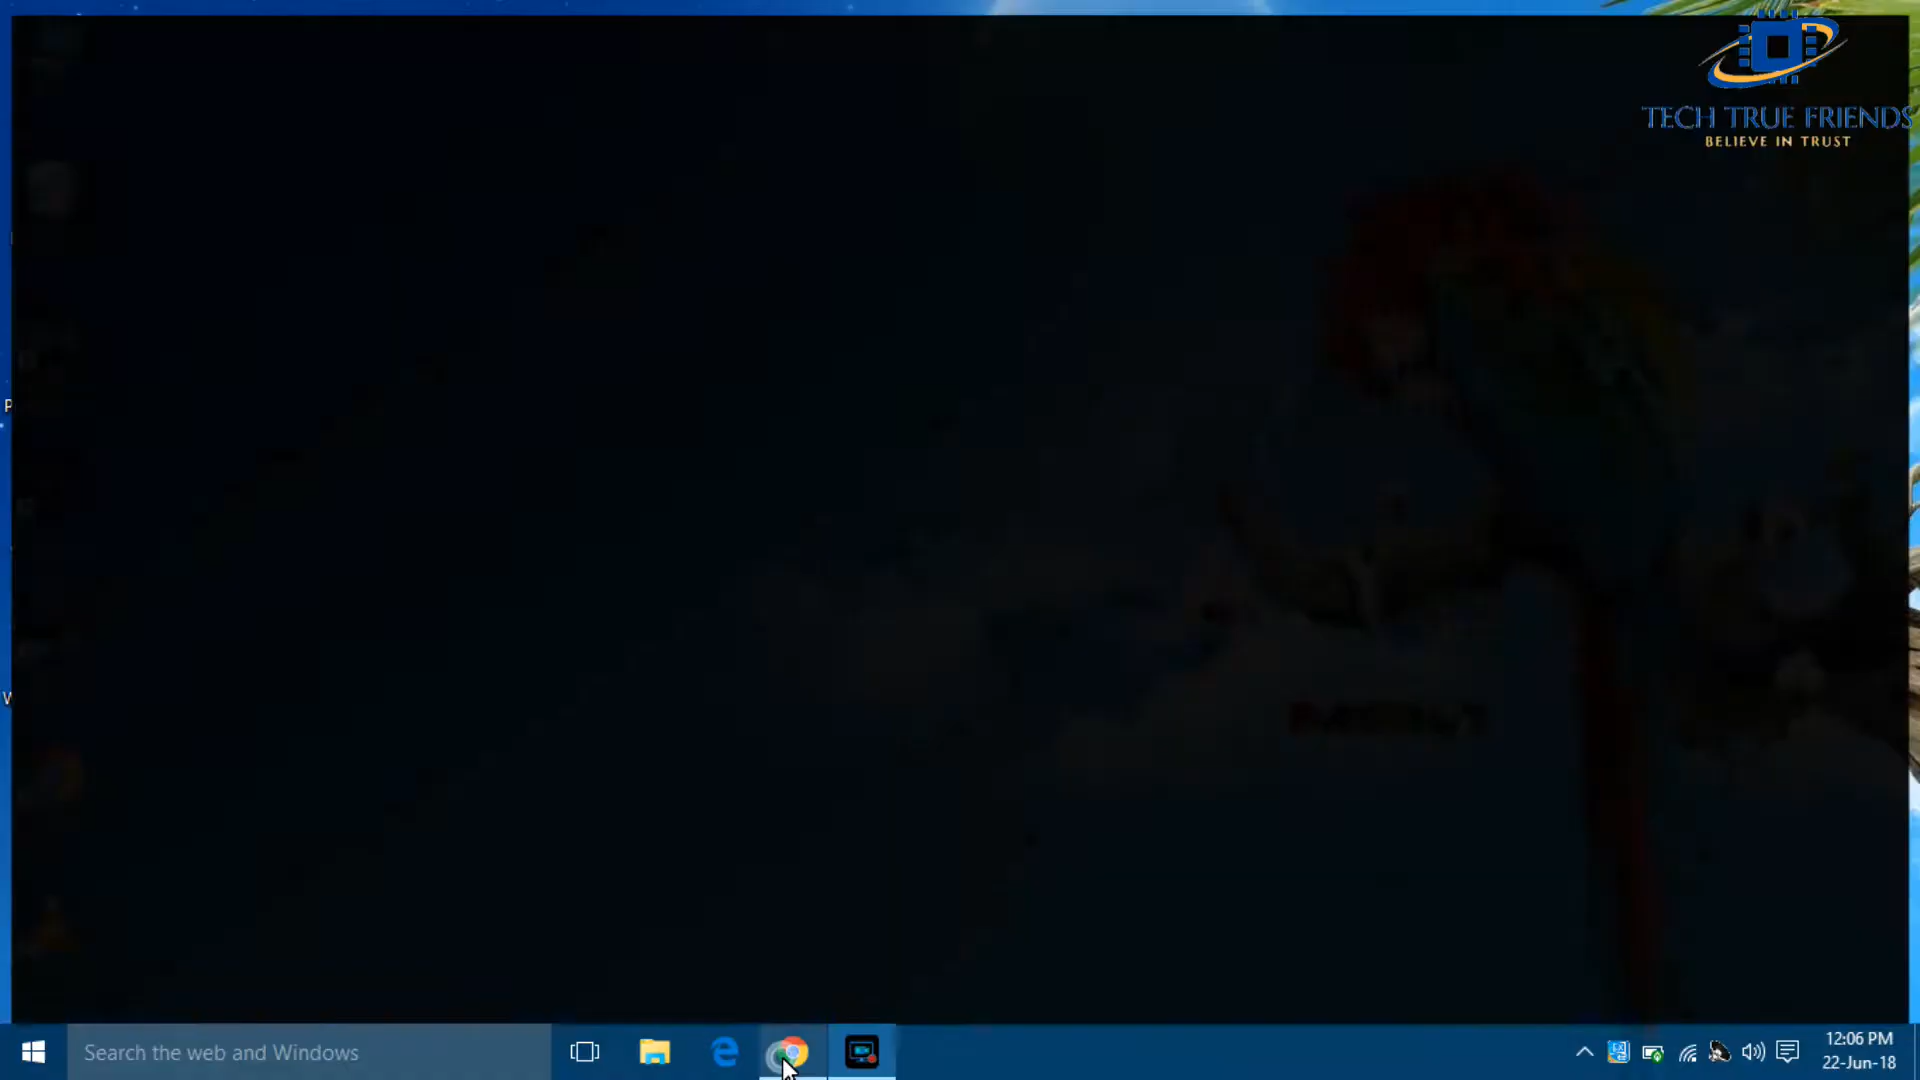 TECH TRUE FRIENDS
BELIEVE IN TRUST
P
W
Search the web and Windows
12:06 PM
22-Jun-18